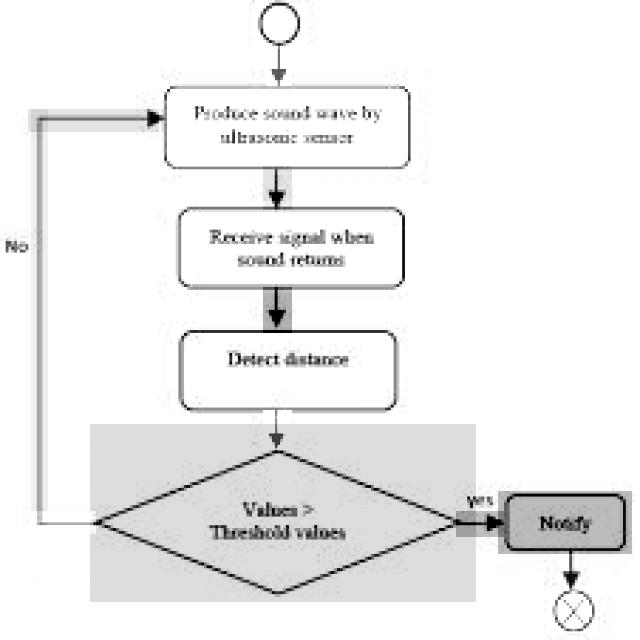 Produce sound wave by
ultrasonic sensor
Receive signal when
sound returns
No
Detect distance
Values >
Threshold values
yes
Notify